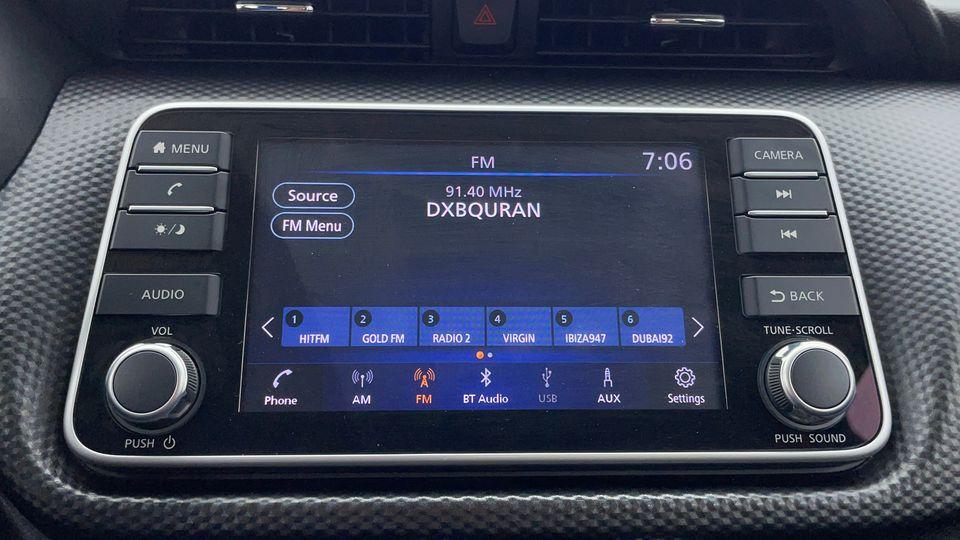 MENU
AUDIO
VOL
PUSH
FM
7:06
Source
91.40 MHz
DXBQURAN
FM Menu
1 HITFM
2 GOLD FM
3 RADIO 2
4 VIRGIN
5 IBIZA947
6 DUBAI92
Phone
AM
FM
BT Audio
USB
AUX
Settings
CAMERA
BACK
TUNE·SCROLL
PUSH SOUND